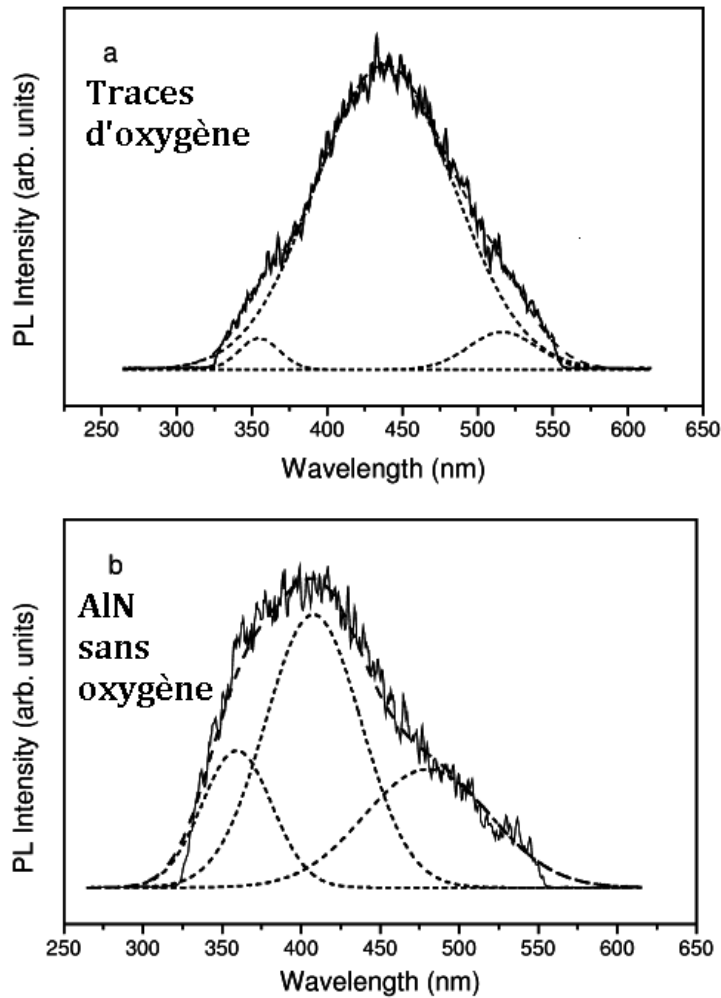 a
Traces
d'oxygène
PL Intensity (arb. units)
250 300 350 400 450 500 550 600 650
Wavelength (nm)
b
AlN
sans
oxygène
PL Intensity (arb. units)
250 300 350 400 450 500 550 600 650
Wavelength (nm)